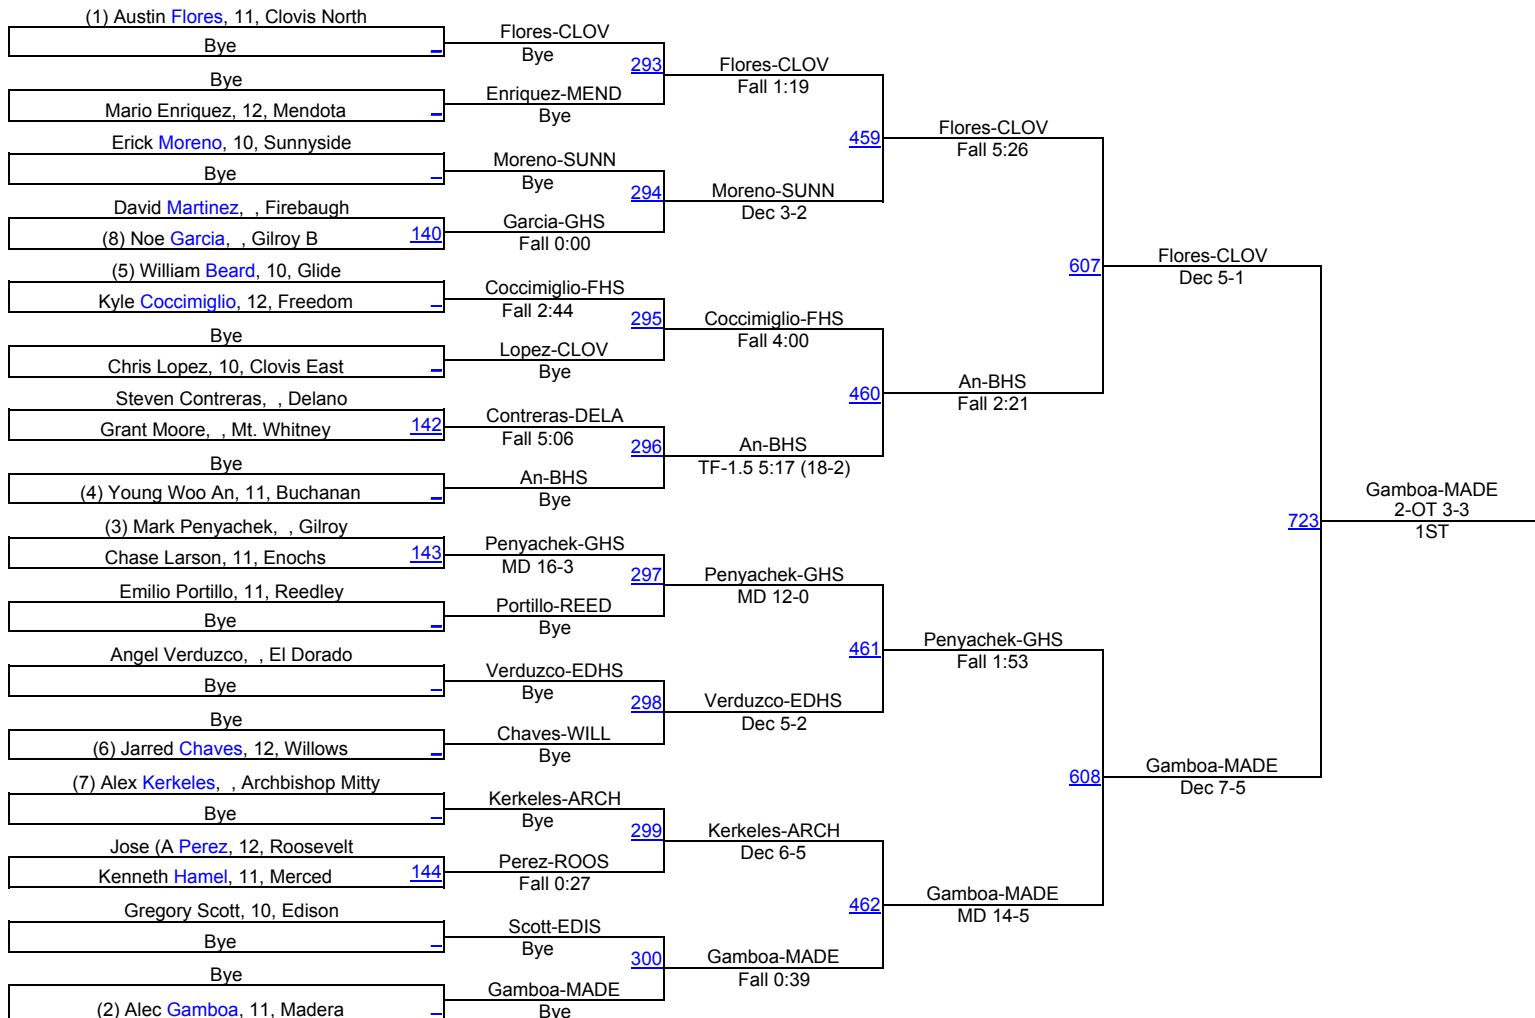 (1) Austin Flores, 11, Clovis North
Bye
Bye
Mario Enriquez, 12, Mendota
Erick Moreno, 10, Sunnyside
Bye
David Martinez, , Firebaugh
(8) Noe Garcia, , Gilroy B
140
(5) William Beard, 10, Glide
Kyle Coccimiglio, 12, Freedom
Bye
Chris Lopez, 10, Clovis East
Steven Contreras, , Delano
Grant Moore, , Mt. Whitney
142
Bye
(4) Young Woo An, 11, Buchanan
(3) Mark Penyachek, , Gilroy
Chase Larson, 11, Enochs
143
Emilio Portillo, 11, Reedley
Bye
Angel Verduzco, , El Dorado
Bye
Bye
(6) Jarred Chaves, 12, Willows
(7) Alex Kerkeles, , Archbishop Mitty
Bye
Jose (A Perez, 12, Roosevelt
Kenneth Hamel, 11, Merced
144
Gregory Scott, 10, Edison
Bye
Bye
(2) Alec Gamboa, 11, Madera
Flores-CLOV
Bye
293
Enriquez-MEND
Bye
Moreno-SUNN
Bye
294
Garcia-GHS
Fall 0:00
Coccimiglio-FHS
Fall 2:44
295
Lopez-CLOV
Bye
Contreras-DELA
Fall 5:06
296
An-BHS
Bye
Penyachek-GHS
MD 16-3
297
Portillo-REED
Bye
Verduzco-EDHS
Bye
298
Chaves-WILL
Bye
Kerkeles-ARCH
Bye
299
Perez-ROOS
Fall 0:27
Scott-EDIS
Bye
300
Gamboa-MADE
Bye
Flores-CLOV
Fall 1:19
459
Moreno-SUNN
Dec 3-2
Coccimiglio-FHS
Fall 4:00
460
An-BHS
TF-1.5 5:17 (18-2)
Penyachek-GHS
MD 12-0
461
Verduzco-EDHS
Dec 5-2
Kerkeles-ARCH
Dec 6-5
462
Gamboa-MADE
Fall 0:39
Flores-CLOV
Fall 5:26
607
An-BHS
Fall 2:21
Penyachek-GHS
Fall 1:53
608
Gamboa-MADE
MD 14-5
Flores-CLOV
Dec 5-1
723
Gamboa-MADE
Dec 7-5
Gamboa-MADE
2-OT 3-3
1ST